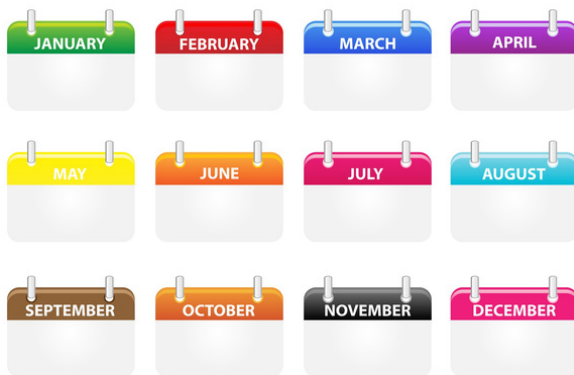 JANUARY
FEBRUARY
MARCH
APRIL
MAY
JUNE
JULY
AUGUST
SEPTEMBER
OCTOBER
NOVEMBER
DECEMBER